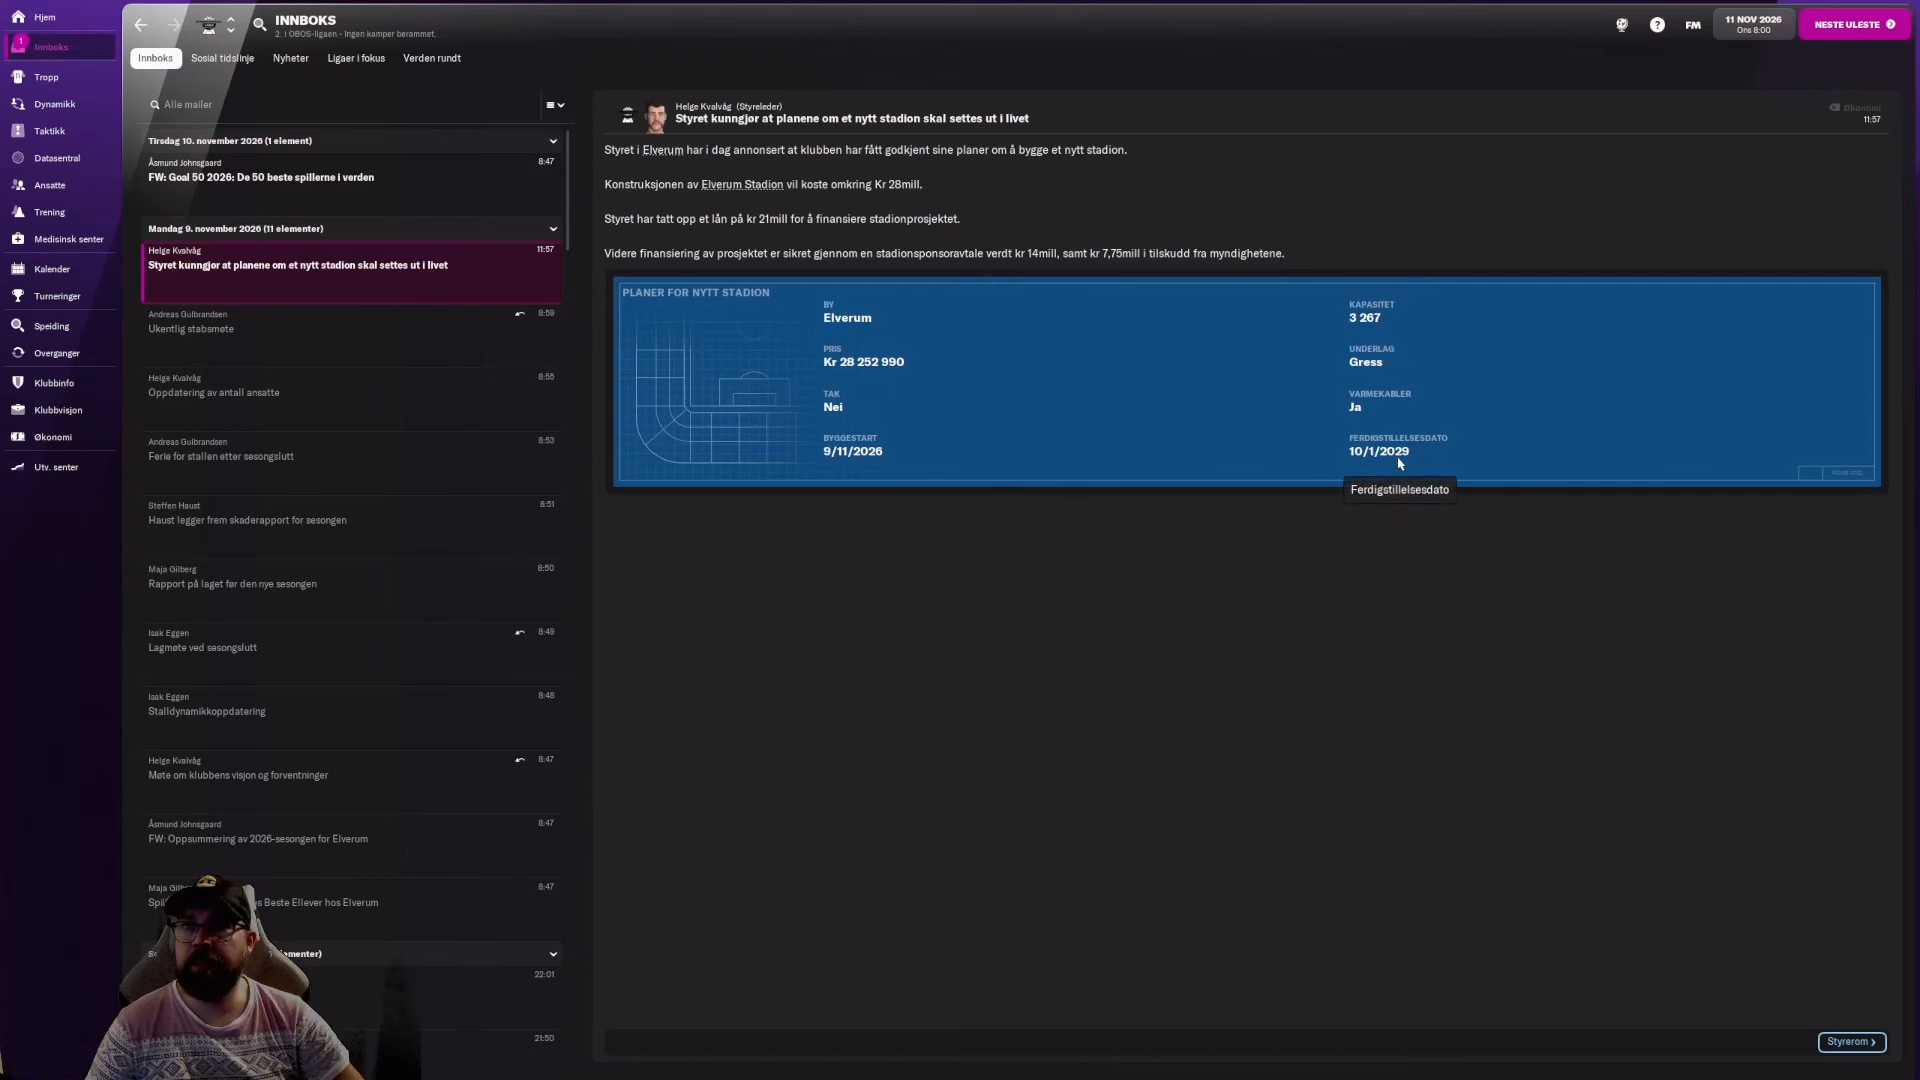 Hjem
1
Innboks
Tropp
Dynamikk
Taktikk
Datasentral
Ansatte
Trening
Medisinsk senter
Kalender
Turneringer
Speiding
Overganger
Klubbinfo
Klubbvisjon
Økonomi
Utv. senter
INNBOKS
2. i OBOS-ligaen - Ingen kamper berammet.
FM
11 NOV 2026
Ons 8:00
NESTE ULESTE
Innboks
Sosial tidslinje
Nyheter
Ligaer i fokus
Verden rundt
Alle mailer
Tirsdag 10. november 2026 (1 element)
Åsmund Johnsgaard 8:47
FW: Goal 50 2026: De 50 beste spillerne i verden
Mandag 9. november 2026 (11 elementer)
Helge Kvalvåg 11:57
Styret kunngjør at planene om et nytt stadion skal settes ut i livet
Andreas Gulbrandsen 8:59
Ukentlig stabsmøte
Helge Kvalvåg 8:55
Oppdatering av antall ansatte
Andreas Gulbrandsen 8:53
Ferie for stallen etter sesongslutt
Steffen Haust 8:51
Haust legger frem skaderapport for sesongen
Maja Gilberg 8:50
Rapport på laget før den nye sesongen
Isak Eggen 8:49
Lagmøte ved sesongslutt
Isak Eggen 8:48
Stalldynamikkoppdatering
Helge Kvalvåg 8:47
Møte om klubbens visjon og forventninger
Åsmund Johnsgaard 8:47
FW: Oppsummering av 2026-sesongen for Elverum
Maja 8:47
Beste Ellever hos Elverum
22:01
21:50
Helge Kvalvåg (Styreleder)
Styret kunngjør at planene om et nytt stadion skal settes ut i livet
Økonomi
11:57
Styret i Elverum har i dag annonsert at klubben har fått godkjent sine planer om å bygge et nytt stadion.
Konstruksjonen av Elverum Stadion vil koste omkring Kr 28mill.
Styret har tatt opp et lån på kr 21mill for å finansiere stadionprosjektet.
Videre finansiering av prosjektet er sikret gjennom en stadionsponsoravtale verdt kr 14mill, samt kr 7,75mill i tilskudd fra myndighetene.
PLANER FOR NYTT STADION
BY
Elverum
KAPASITET
3 267
PRIS
Kr 28 252 990
UNDERLAG
Gress
TAK
Nei
VARMEKABLER
Ja
BYGGESTART
9/11/2026
FERDIGSTILLELSESDATO
10/1/2029
Ferdigstillelsesdato
Styrerom